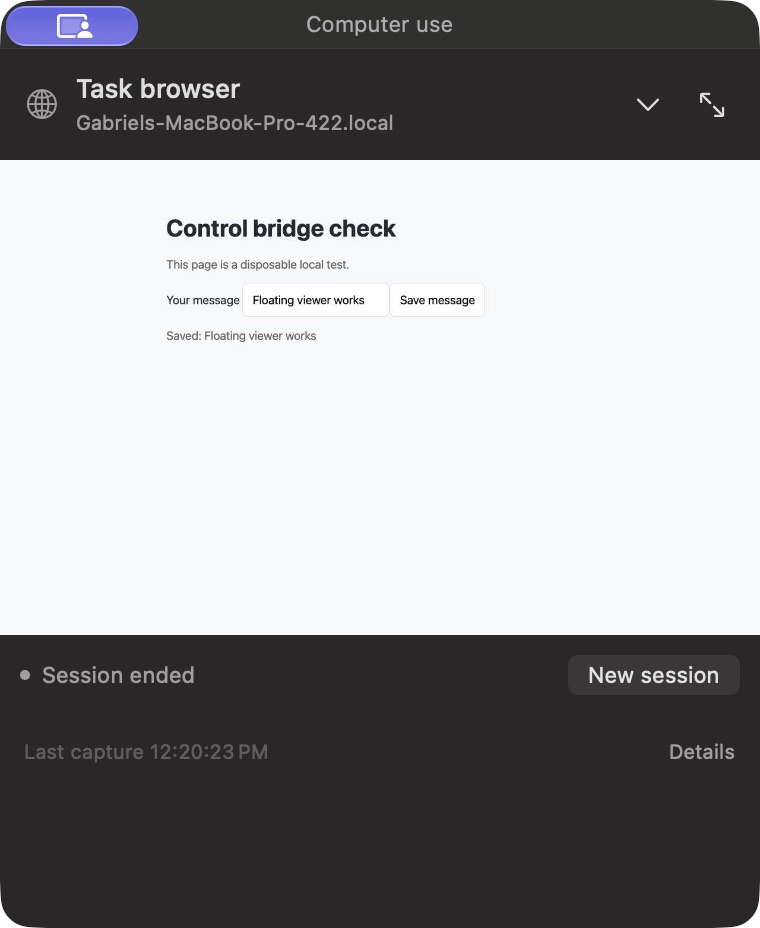 Computer use
Task browser
Gabriels-MacBook-Pro-422.local
Control bridge check
This page is a disposable local test.
Your message Floating viewer works Save message
Saved: Floating viewer works
Session ended New session
Last capture 12:20:23 PM Details